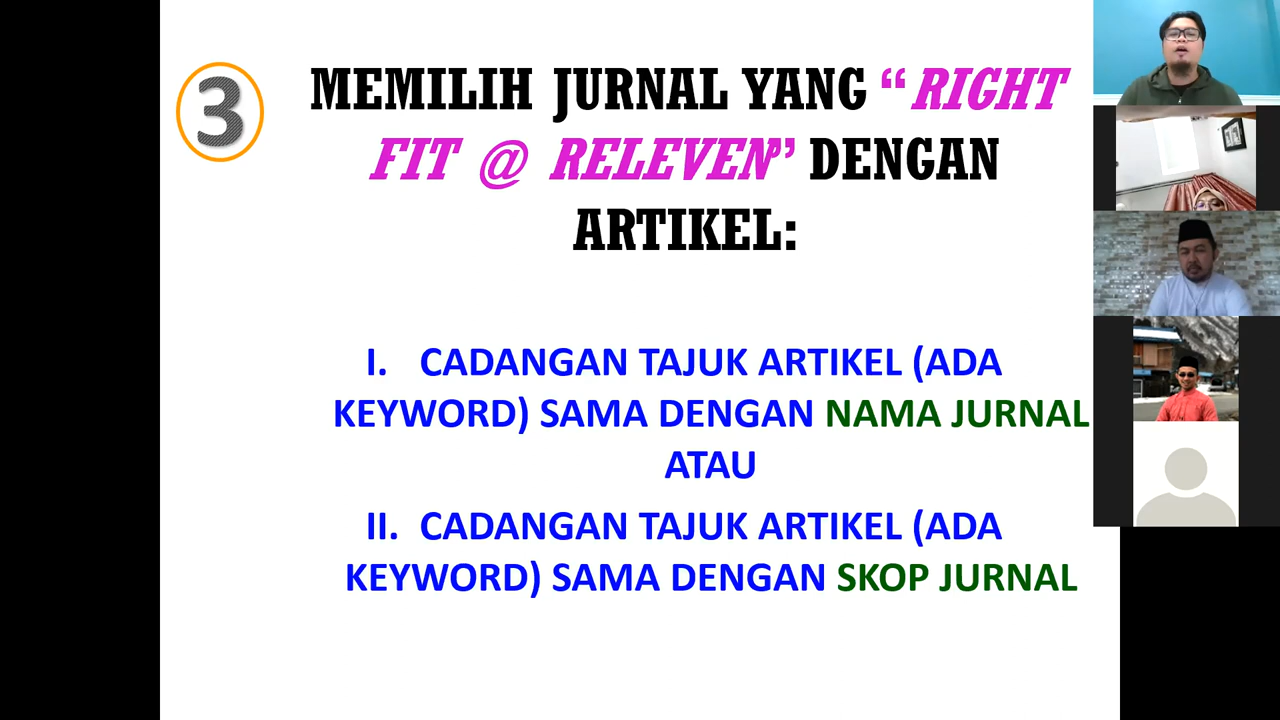 3
MEMILIH JURNAL YANG “RIGHT
FIT @ RELEVEN” DENGAN
ARTIKEL:
I. CADANGAN TAJUK ARTIKEL (ADA
KEYWORD) SAMA DENGAN NAMA JURNAL
ATAU
II. CADANGAN TAJUK ARTIKEL (ADA
KEYWORD) SAMA DENGAN SKOP JURNAL